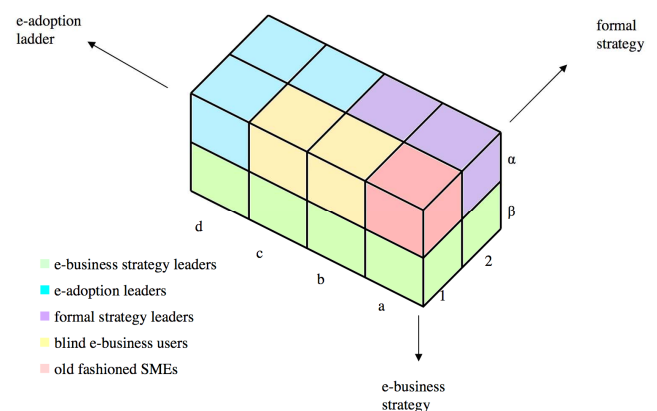 e-adoption
ladder
formal
strategy
α
β
d
c
b
a
1
2
e-business strategy leaders
e-adoption leaders
formal strategy leaders
blind e-business users
old fashioned SMEs
e-business
strategy